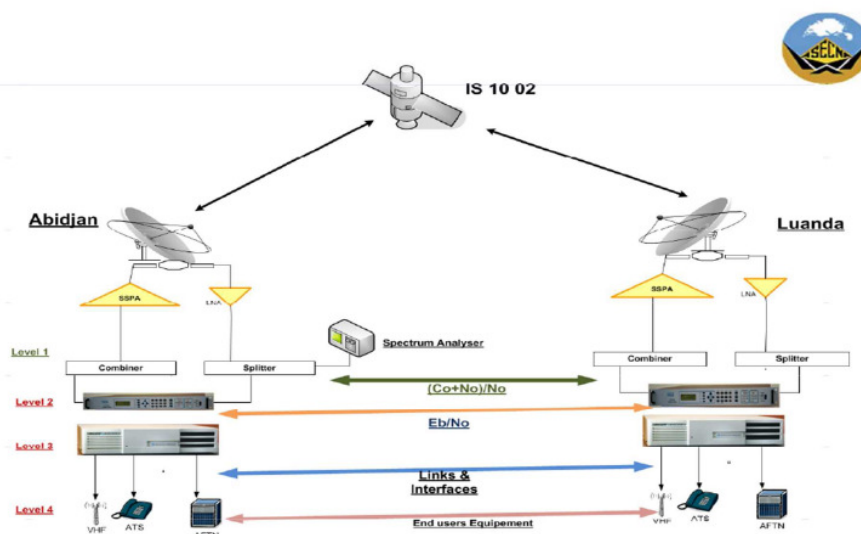 IS 10 02
Abidjan
Luanda
SSPA
LNA
SSPA
LNA
Spectrum Analyser
Level 1
Combiner
Splitter
Combiner
Splitter
(Co+No)/No
Level 2
Eb/No
Level 3
Links &
Interfaces
Level 4
VHF
ATS
AFTN
End users Equipement
VHF
ATS
AFTN